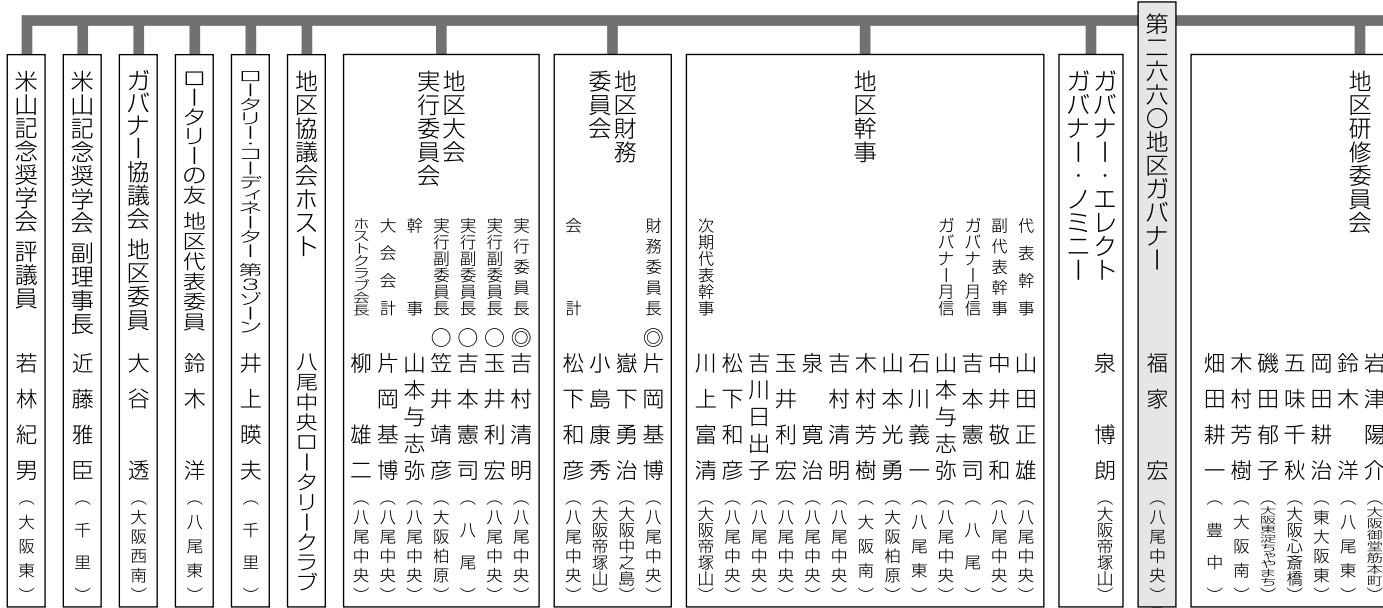 地区研修委員会
岩津陽介（大阪御堂筋本町）
鈴木　洋（八尾東）
岡田耕治（東大阪東）
五味千秋（大阪心斎橋）
磯田郁子（大阪東淀ちゃやまち）
木村芳樹（大阪南）
畑田耕一（豊中）
第二六六〇地区ガバナー　福家　宏（八尾中央）
ガバナー・エレクト
ガバナー・ノミニー
泉　博朗（大阪帝塚山）
地区幹事
代表幹事　山田正雄（八尾中央）
副代表幹事　中井敬和（八尾中央）
ガバナー月信　吉本憲司（八尾）
ガバナー月信　山本与志弥（八尾中央）
石川義一（八尾東）
山本光勇（大阪柏原）
木村芳樹（大阪南）
吉村清明（八尾中央）
泉　寛治（八尾中央）
玉井利宏（八尾中央）
吉川日出子（八尾中央）
松下和彦（八尾中央）
次期代表幹事　川上富清（大阪帝塚山）
地区財務
委員会
財務委員長　◎片岡基博（八尾中央）
嶽下勇治（大阪中之島）
小島康秀（大阪帝塚山）
会計　松下和彦（八尾中央）
地区大会
実行委員会
実行委員長　◎吉村清明（八尾中央）
実行副委員長　○玉井利宏（八尾中央）
実行副委員長　○吉本憲司（八尾）
実行副委員長　○笠井靖彦（大阪柏原）
幹事　山本与志弥（八尾中央）
大会会計　片岡基博（八尾中央）
ホストクラブ会長　柳　雄二（八尾中央）
地区協議会ホスト　八尾中央ロータリークラブ
ロータリー・コーディネーター 第3ゾーン　井上暎夫（千里）
ロータリーの友 地区代表委員　鈴木　洋（八尾東）
ガバナー協議会 地区委員　大谷　透（大阪西南）
米山記念奨学会 副理事長　近藤雅臣（千里）
米山記念奨学会 評議員　若林紀男（大阪東）